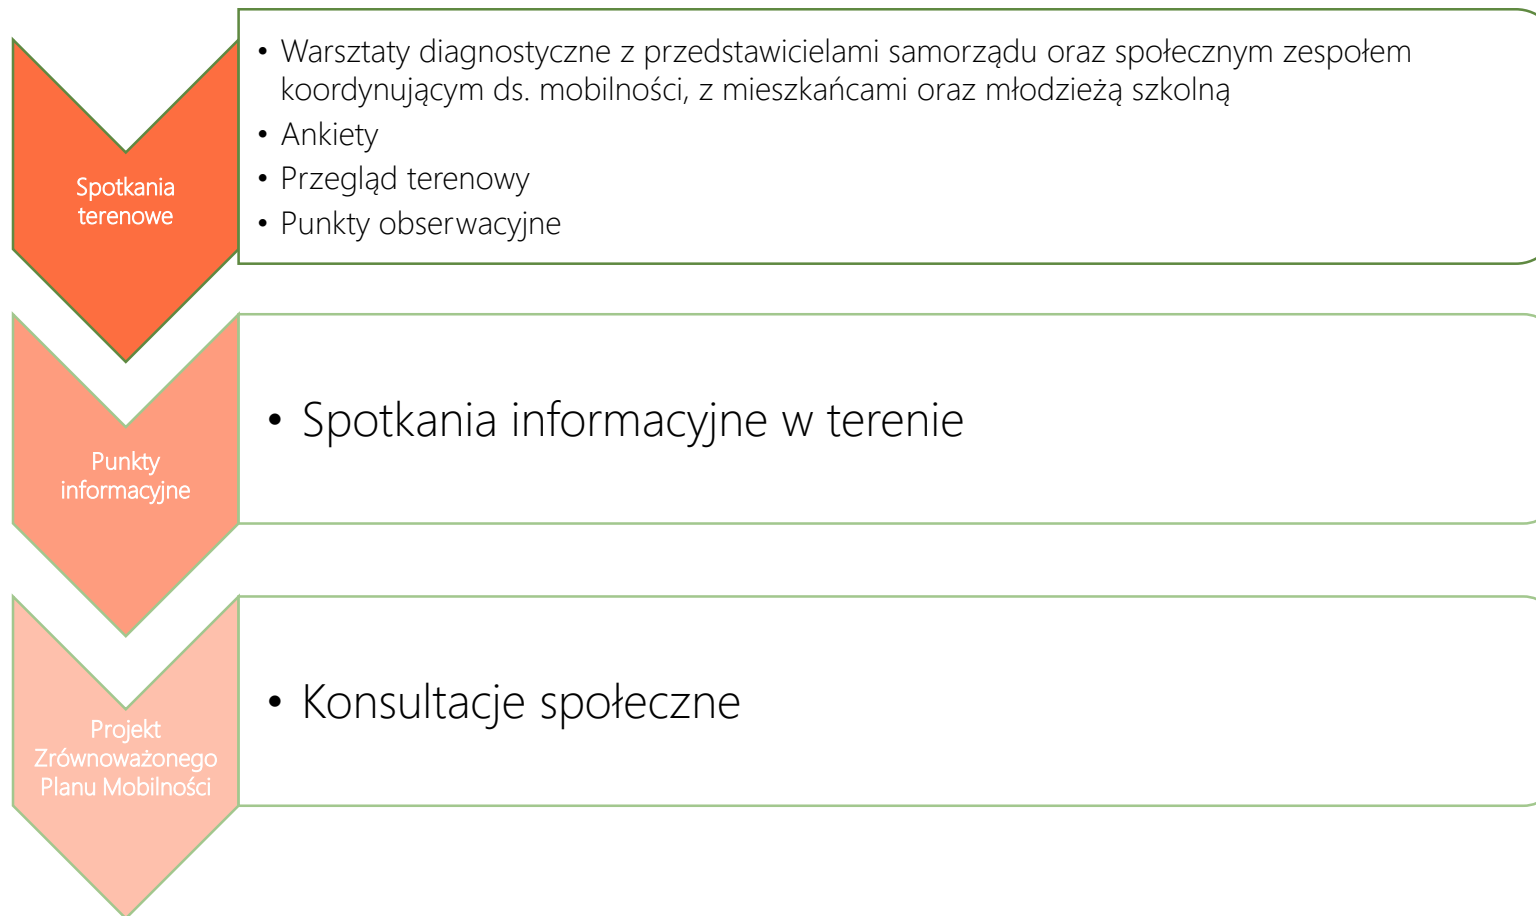 Spotkania
terenowe
• Warsztaty diagnostyczne z przedstawicielami samorządu oraz społecznym zespołem
koordynującym ds. mobilności, z mieszkańcami oraz młodzieżą szkolną
• Ankiety
• Przegląd terenowy
• Punkty obserwacyjne
Punkty
informacyjne
• Spotkania informacyjne w terenie
Projekt
Zrównoważonego
Planu Mobilności
• Konsultacje społeczne